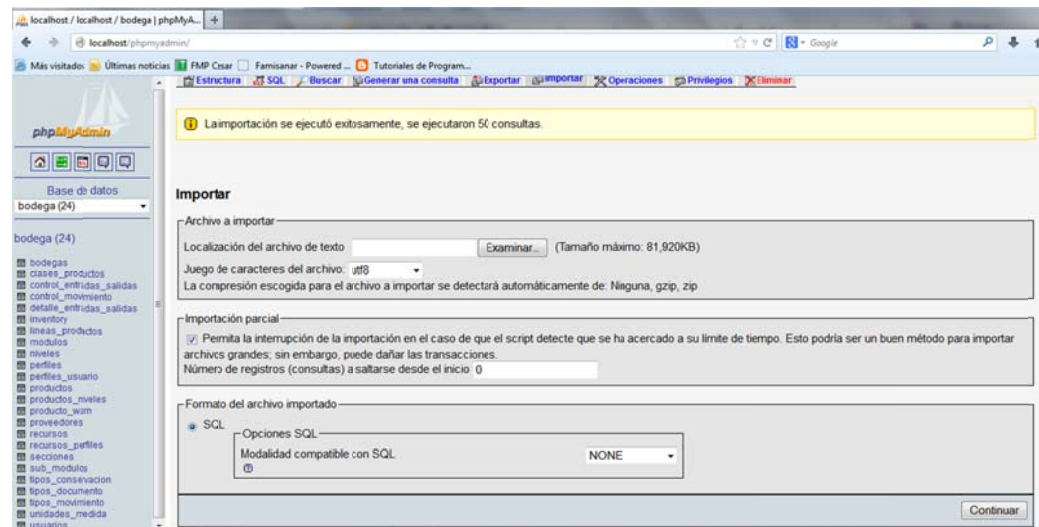 localhost / localhost / bodega | phpMyA...
localhost/phpmyadmin/
Google
Más visitados Últimas noticias FMP Cesar Famisanar - Powered ... Tutoriales de Program...
Estructura SQL Buscar Generar una consulta Exportar Importar Operaciones Privilegios Eliminar
phpMyAdmin
La importación se ejecutó exitosamente, se ejecutaron 50 consultas.
Base de datos
bodega (24)
bodega (24)
bodegas
clases_productos
control_entridas_salidas
control_movimiento
detalle_entridas_salidas
inventory
lineas_productos
modulos
niveles
perfiles
perfiles_usuario
productos
productos_niveles
producto_wam
proveedores
recursos
recursos_perfiles
secciones
sub_modulos
tipos_consevacion
tipos_documento
tipos_movimiento
unidades_medida
usuarios
Importar
Archivo a importar
Localización del archivo de texto Examinar... (Tamaño máximo: 81,920KB)
Juego de caracteres del archivo: utf8
La compresión escogida para el archivo a importar se detectará automáticamente de: Ninguna, gzip, zip
Importación parcial
Permita la interrupción de la importación en el caso de que el script detecte que se ha acercado a su límite de tiempo. Esto podría ser un buen método para importar
archivos grandes; sin embargo, puede dañar las transacciones.
Número de registros (consultas) a saltarse desde el inicio 0
Formato del archivo importado
SQL
Opciones SQL
Modalidad compatible con SQL NONE
Continuar